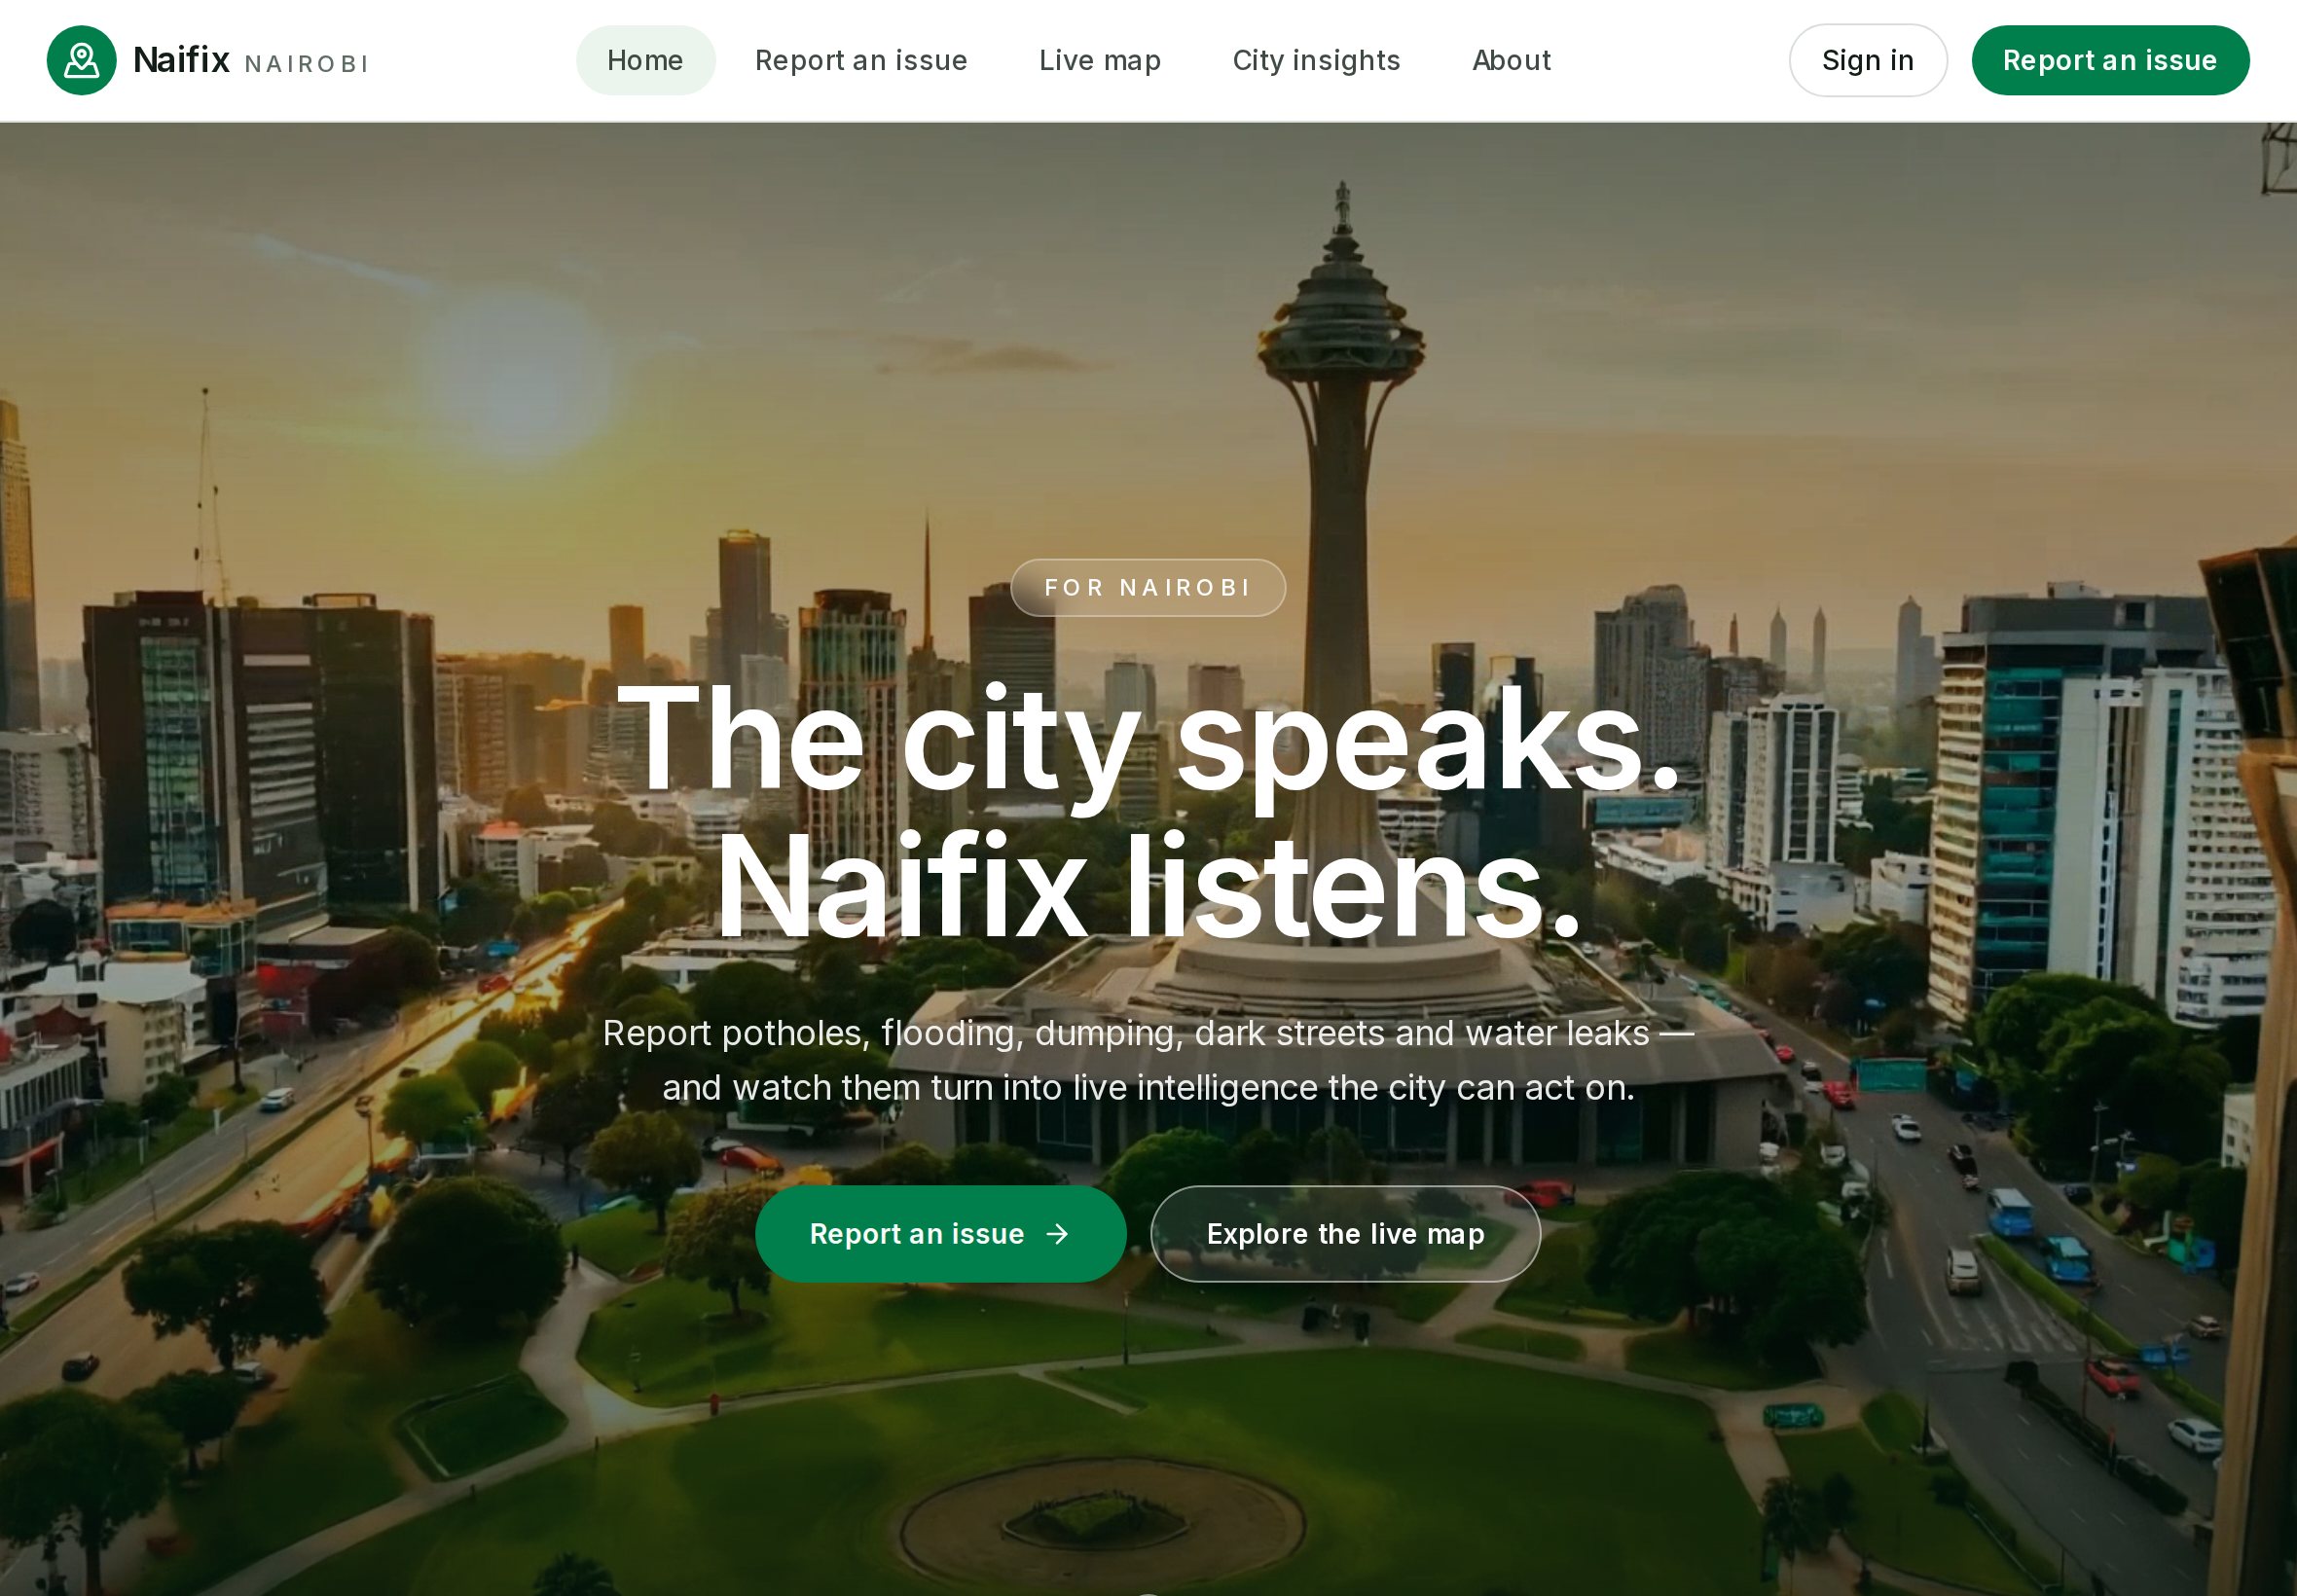 Naifix NAIROBI
Home
Report an issue
Live map
City insights
About
Sign in
Report an issue
FOR NAIROBI
The city speaks.
Naifix listens.
Report potholes, flooding, dumping, dark streets and water leaks —
and watch them turn into live intelligence the city can act on.
Report an issue →
Explore the live map